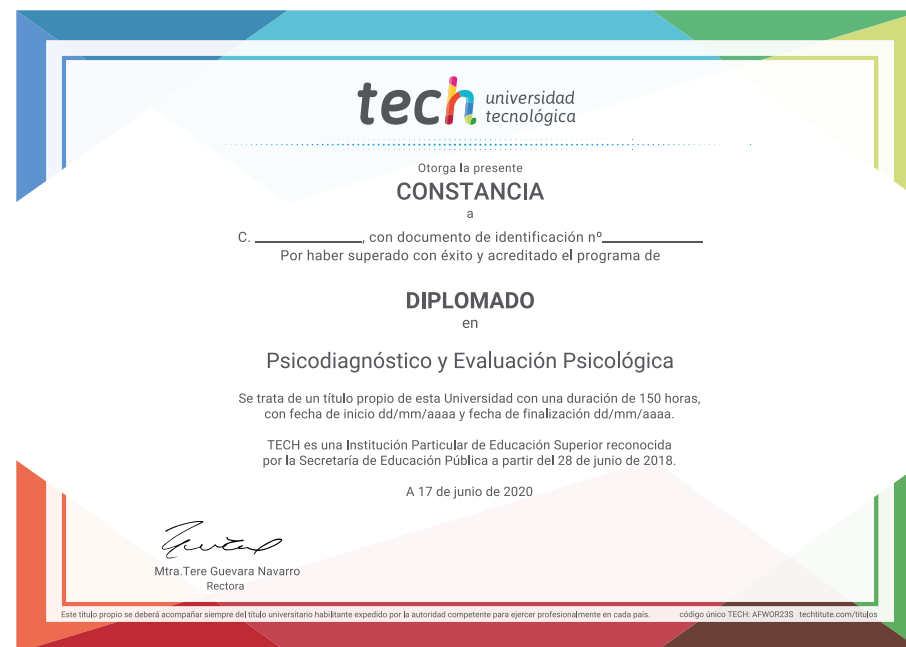 tech universidad
tecnológica
Otorga la presente
CONSTANCIA
a
C. ____________, con documento de identificación nº____________
Por haber superado con éxito y acreditado el programa de
DIPLOMADO
en
Psicodiagnóstico y Evaluación Psicológica
Se trata de un título propio de esta Universidad con una duración de 150 horas,
con fecha de inicio dd/mm/aaaa y fecha de finalización dd/mm/aaaa.
TECH es una Institución Particular de Educación Superior reconocida
por la Secretaría de Educación Pública a partir del 28 de junio de 2018.
A 17 de junio de 2020
Mtra.Tere Guevara Navarro
Rectora
Este título propio se deberá acompañar siempre del título universitario habilitante expedido por la autoridad competente para ejercer profesionalmente en cada país. código único TECH: AFWOR23S techtitute.com/titulos